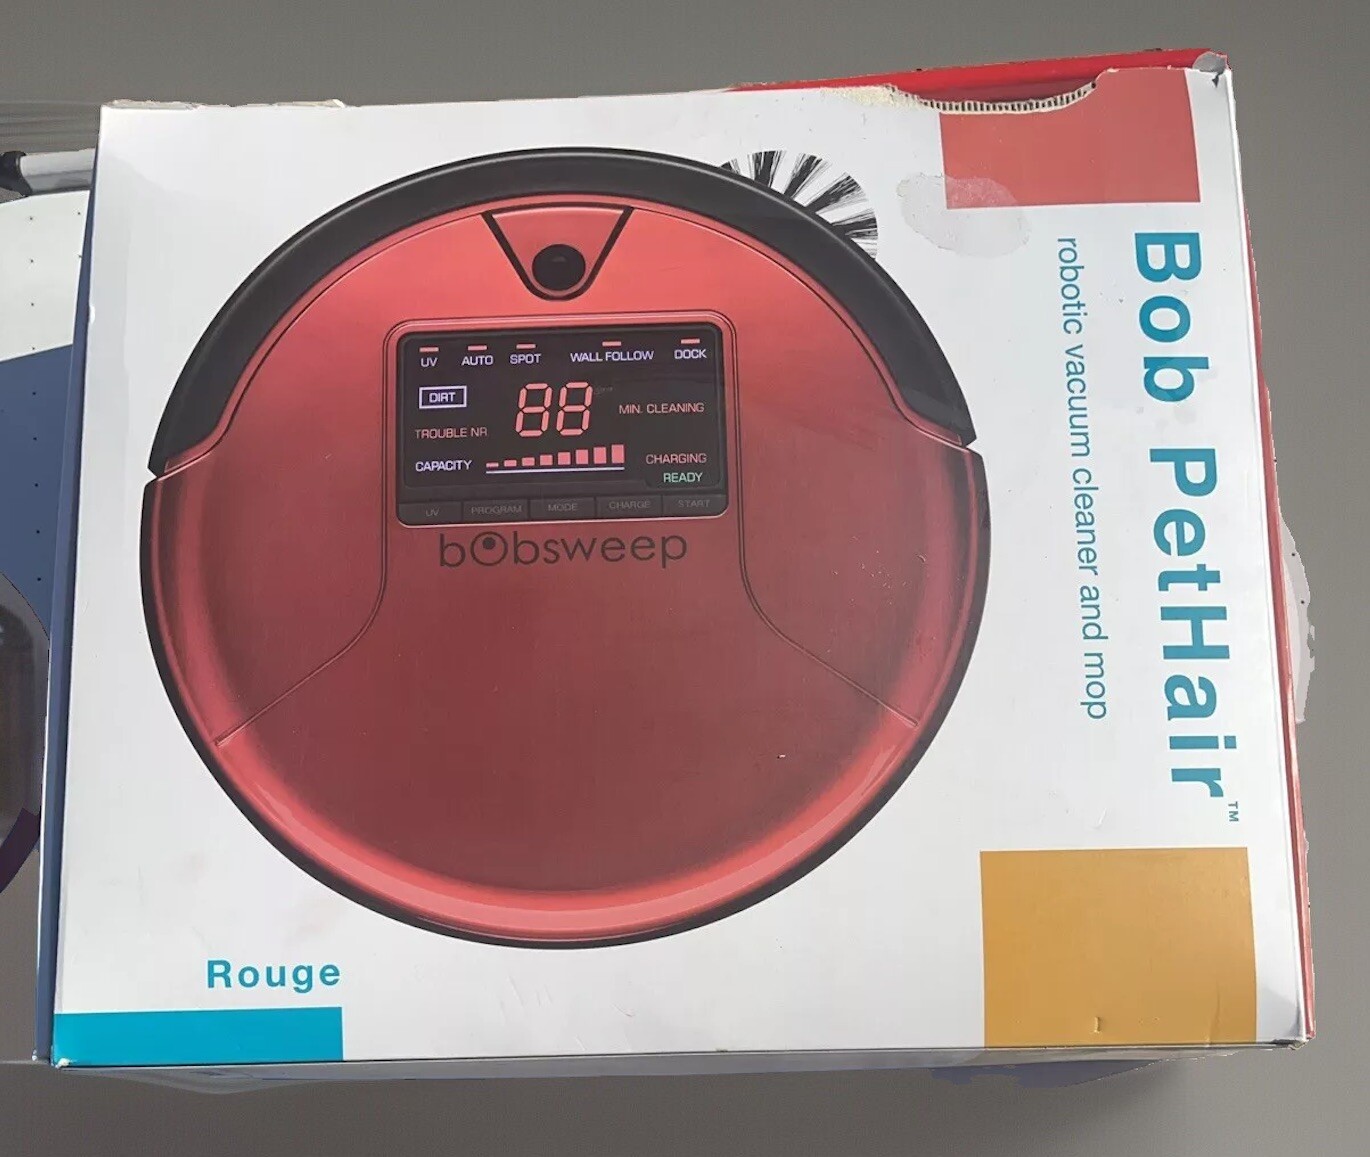 UV AUTO SPOT WALL FOLLOW DOCK
DIRT
88
MIN. CLEANING
TROUBLE NR
CAPACITY
CHARGING
READY
UV PROGRAM MODE CHARGE START
bobsweep
Bob PetHair™
robotic vacuum cleaner and mop
Rouge